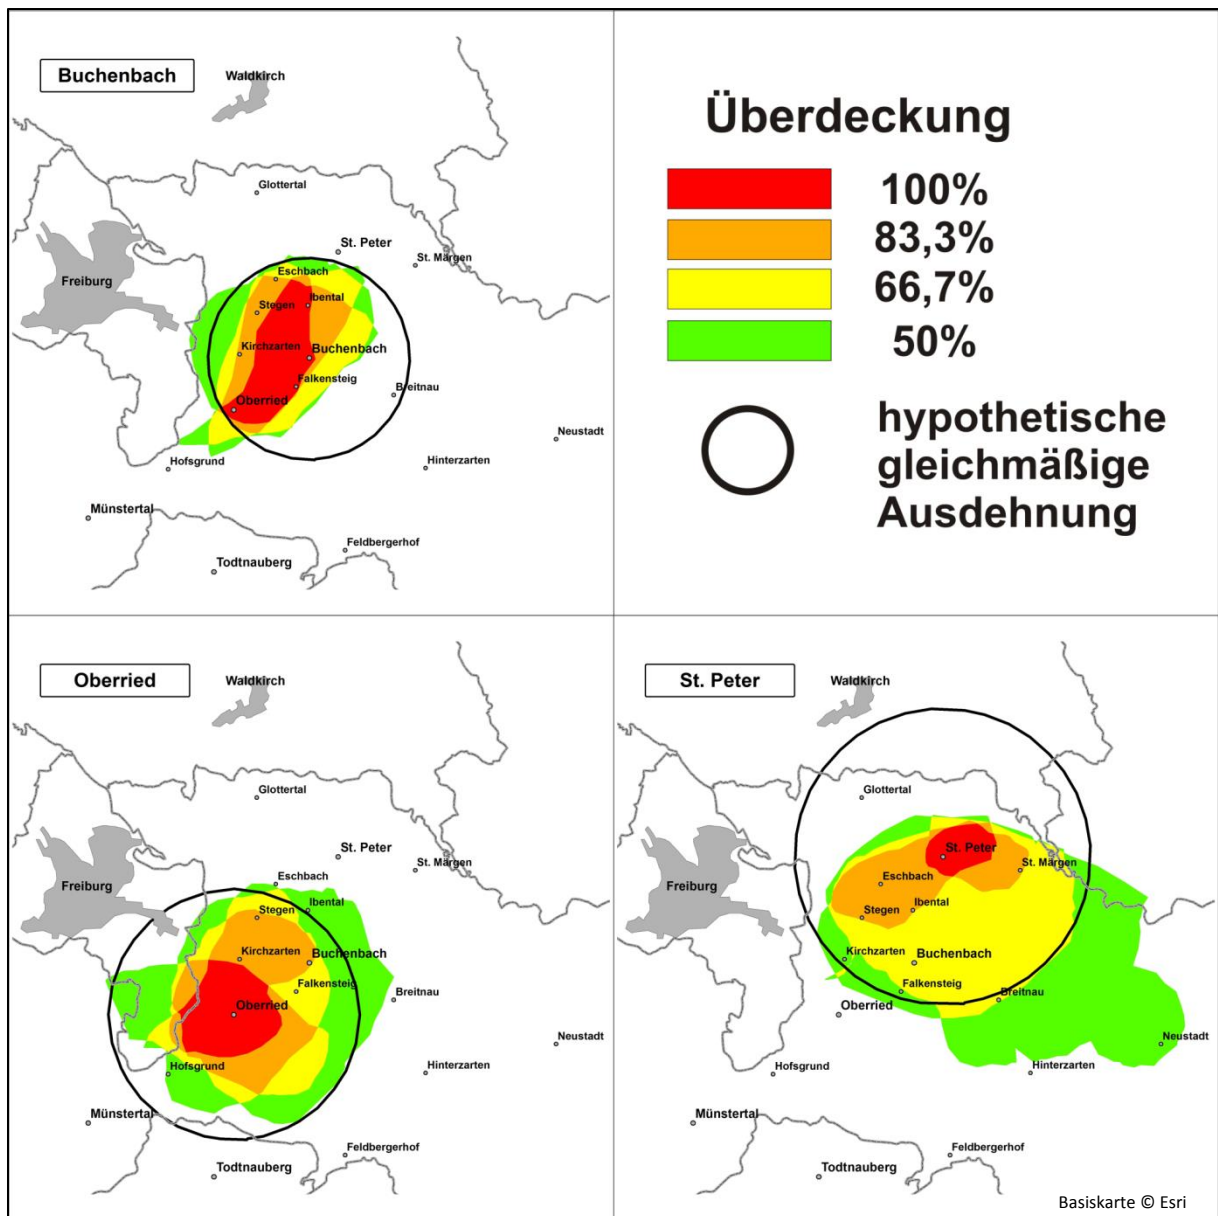 Buchenbach
Waldkirch
Glottertal
St. Peter
St. Märgen
Eschbach
Freiburg
Ibental
Stegen
Kirchzarten
Buchenbach
Falkensteig
Breitnau
Oberried
Neustadt
Hofsgrund
Hinterzarten
Münstertal
Feldbergerhof
Todtnauberg
Überdeckung
100%
83,3%
66,7%
50%
hypothetische
gleichmäßige
Ausdehnung
Oberried
Waldkirch
Glottertal
St. Peter
St. Märgen
Eschbach
Freiburg
Ibental
Stegen
Kirchzarten
Buchenbach
Falkensteig
Breitnau
Oberried
Neustadt
Hofsgrund
Hinterzarten
Münstertal
Feldbergerhof
Todtnauberg
St. Peter
Waldkirch
Glottertal
St. Peter
St. Märgen
Eschbach
Freiburg
Ibental
Stegen
Kirchzarten
Buchenbach
Falkensteig
Breitnau
Oberried
Neustadt
Hofsgrund
Hinterzarten
Münstertal
Feldbergerhof
Todtnauberg
Basiskarte © Esri